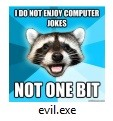 I DO NOT ENJOY COMPUTER
JOKES
NOT ONE BIT
evil.exe